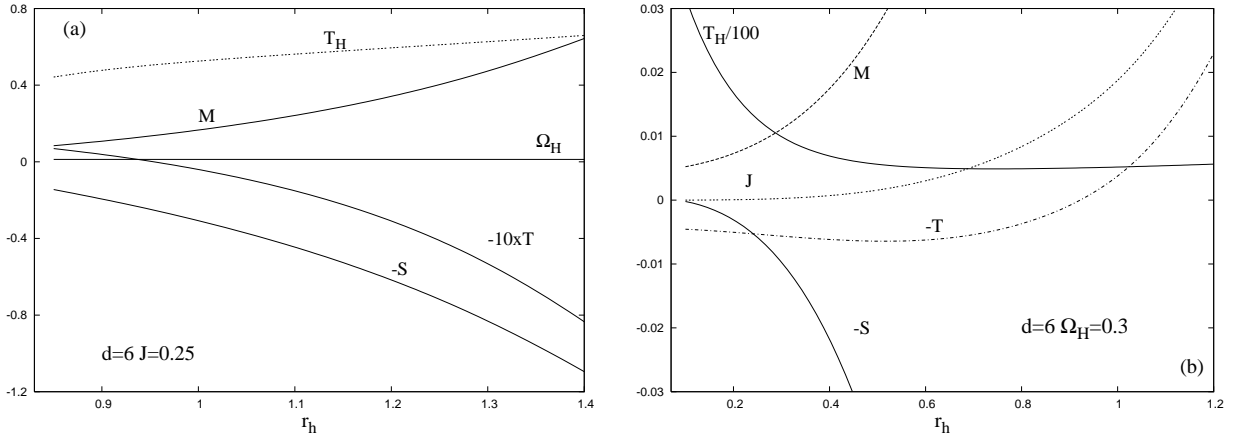 0.8
0.4
0
-0.4
-0.8
-1.2
(a)
T_H
M
Ω_H
-10xT
-S
d=6 J=0.25
0.9 1 1.1 1.2 1.3 1.4
r_h
0.03
0.02
0.01
0
-0.01
-0.02
-0.03
T_H/100
M
J
-T
-S
d=6 Ω_H=0.3
(b)
0.2 0.4 0.6 0.8 1 1.2
r_h